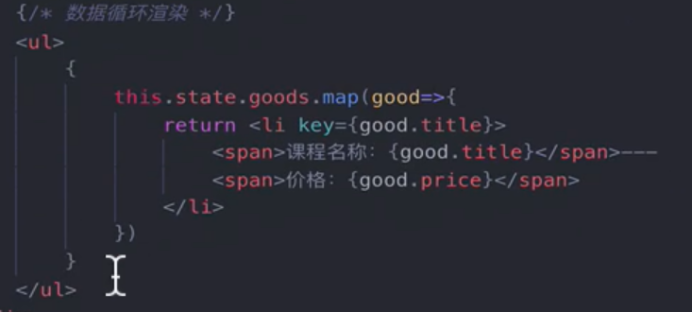 {/* 数据循环渲染 */}
<ul>
{
this.state.goods.map(good=>{
return <li key={good.title}>
<span>课程名称：{good.title}</span>---
<span>价格：{good.price}</span>
</li>
})
}
</ul>